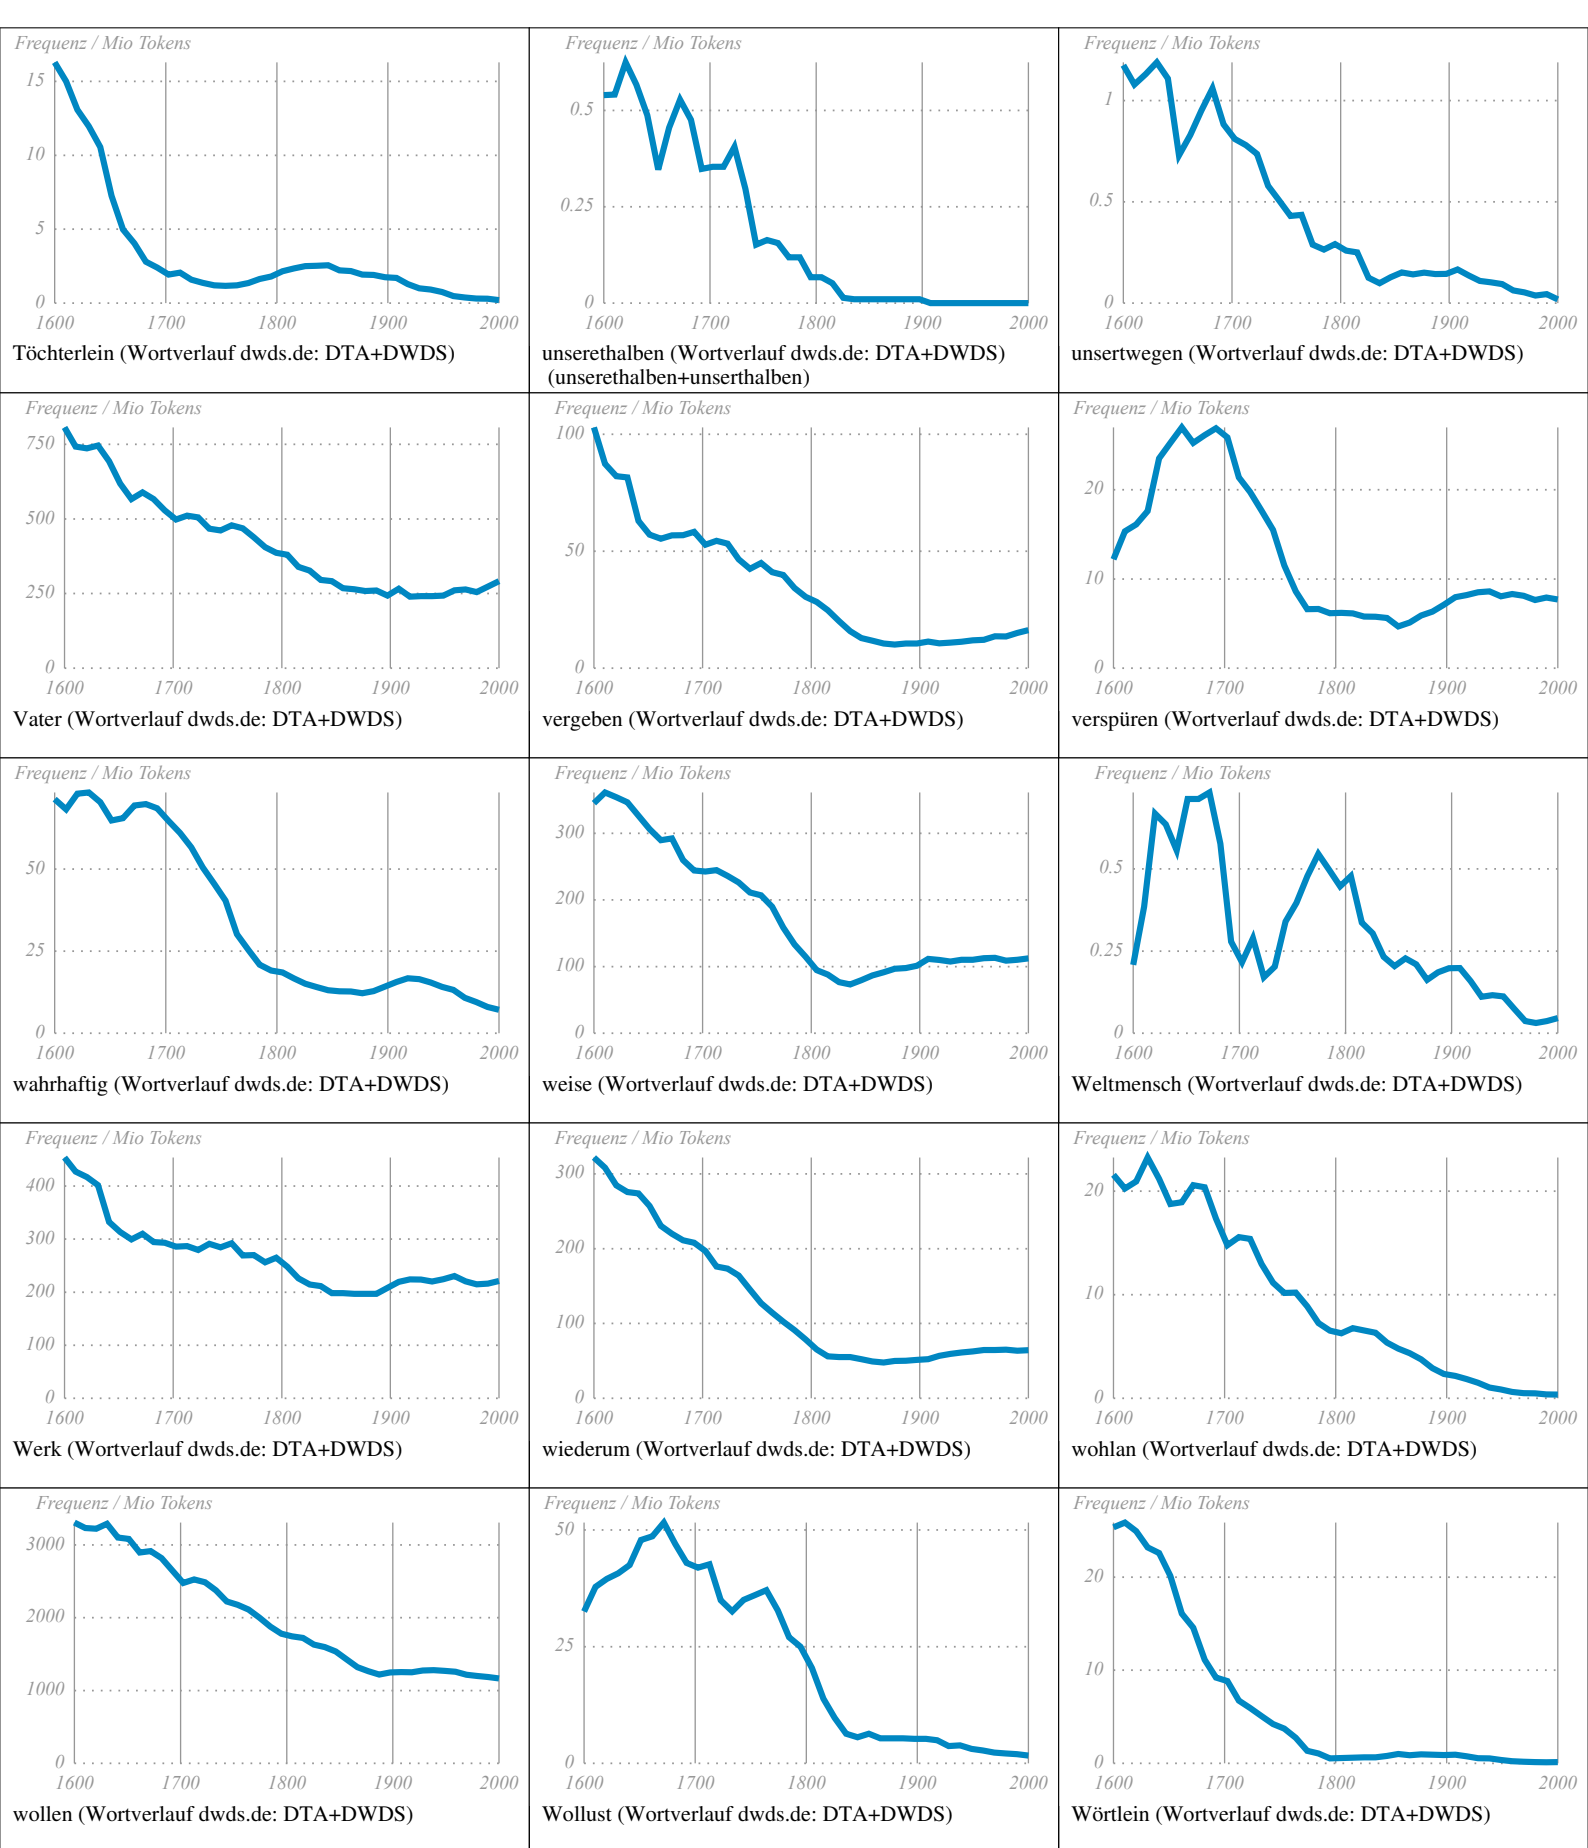 Frequenz / Mio Tokens
15
10
5
0
1600 1700 1800 1900 2000
Töchterlein (Wortverlauf dwds.de: DTA+DWDS)
Frequenz / Mio Tokens
0.5
0.25
0
1600 1700 1800 1900 2000
unserethalben (Wortverlauf dwds.de: DTA+DWDS)
(unserethalben+unserthalben)
Frequenz / Mio Tokens
1
0.5
0
1600 1700 1800 1900 2000
unsertwegen (Wortverlauf dwds.de: DTA+DWDS)
Frequenz / Mio Tokens
750
500
250
0
1600 1700 1800 1900 2000
Vater (Wortverlauf dwds.de: DTA+DWDS)
Frequenz / Mio Tokens
100
50
0
1600 1700 1800 1900 2000
vergeben (Wortverlauf dwds.de: DTA+DWDS)
Frequenz / Mio Tokens
20
10
0
1600 1700 1800 1900 2000
verspüren (Wortverlauf dwds.de: DTA+DWDS)
Frequenz / Mio Tokens
50
25
0
1600 1700 1800 1900 2000
wahrhaftig (Wortverlauf dwds.de: DTA+DWDS)
Frequenz / Mio Tokens
300
200
100
0
1600 1700 1800 1900 2000
weise (Wortverlauf dwds.de: DTA+DWDS)
Frequenz / Mio Tokens
0.5
0.25
0
1600 1700 1800 1900 2000
Weltmensch (Wortverlauf dwds.de: DTA+DWDS)
Frequenz / Mio Tokens
400
300
200
100
0
1600 1700 1800 1900 2000
Werk (Wortverlauf dwds.de: DTA+DWDS)
Frequenz / Mio Tokens
300
200
100
0
1600 1700 1800 1900 2000
wiederum (Wortverlauf dwds.de: DTA+DWDS)
Frequenz / Mio Tokens
20
10
0
1600 1700 1800 1900 2000
wohlan (Wortverlauf dwds.de: DTA+DWDS)
Frequenz / Mio Tokens
3000
2000
1000
0
1600 1700 1800 1900 2000
wollen (Wortverlauf dwds.de: DTA+DWDS)
Frequenz / Mio Tokens
50
25
0
1600 1700 1800 1900 2000
Wollust (Wortverlauf dwds.de: DTA+DWDS)
Frequenz / Mio Tokens
20
10
0
1600 1700 1800 1900 2000
Wörtlein (Wortverlauf dwds.de: DTA+DWDS)